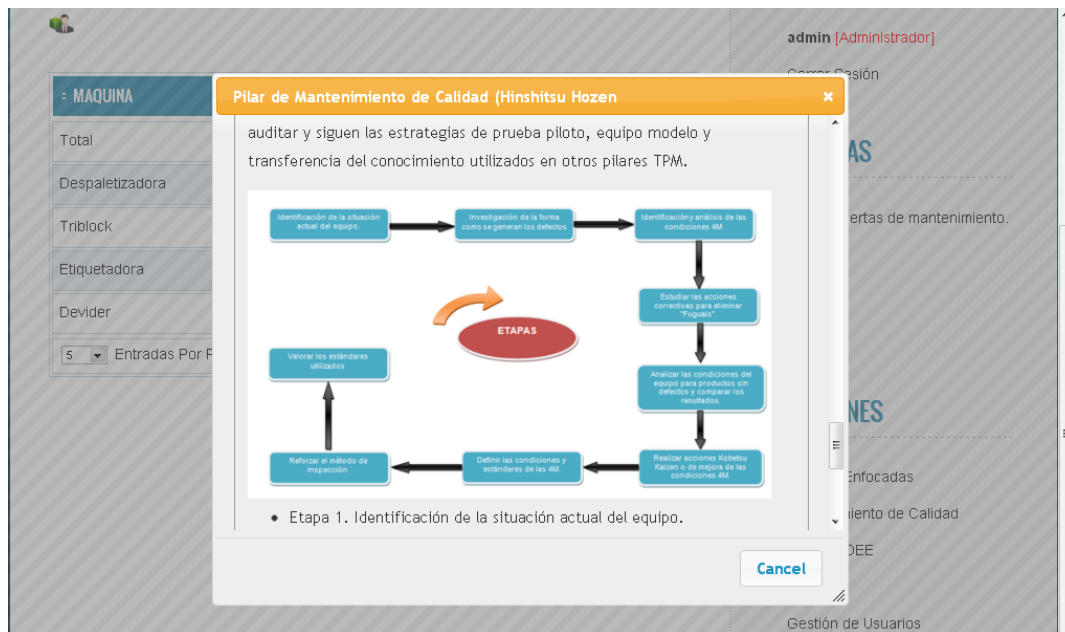 admin [Administrador]
Cerrar Sesión
MAQUINA
Total
Despaletizadora
Triblock
Etiquetadora
Devider
5 Entradas Por P
Pilar de Mantenimiento de Calidad (Hinshitsu Hozen
auditar y siguen las estrategias de prueba piloto, equipo modelo y
transferencia del conocimiento utilizados en otros pilares TPM.
Identificación de la situación
actual del equipo.
Investigación de la forma
como se generan los defectos
Identificación y análisis de las
condiciones 4M
Estudiar las acciones
correctivas para eliminar
"Fuguais".
Analizar las condiciones del
equipo para productos sin
defectos y comparar los
resultados.
Realizar acciones Kobetsu
Kaizen o de mejora de las
condiciones 4M.
Definir las condiciones y
estándares de las 4M.
Reforzar el método de
inspección.
Valorar los estándares
utilizados
ETAPAS
• Etapa 1. Identificación de la situación actual del equipo.
Cancel
AS
ertas de mantenimiento.
NES
Enfocadas
miento de Calidad
OEE
Gestión de Usuarios